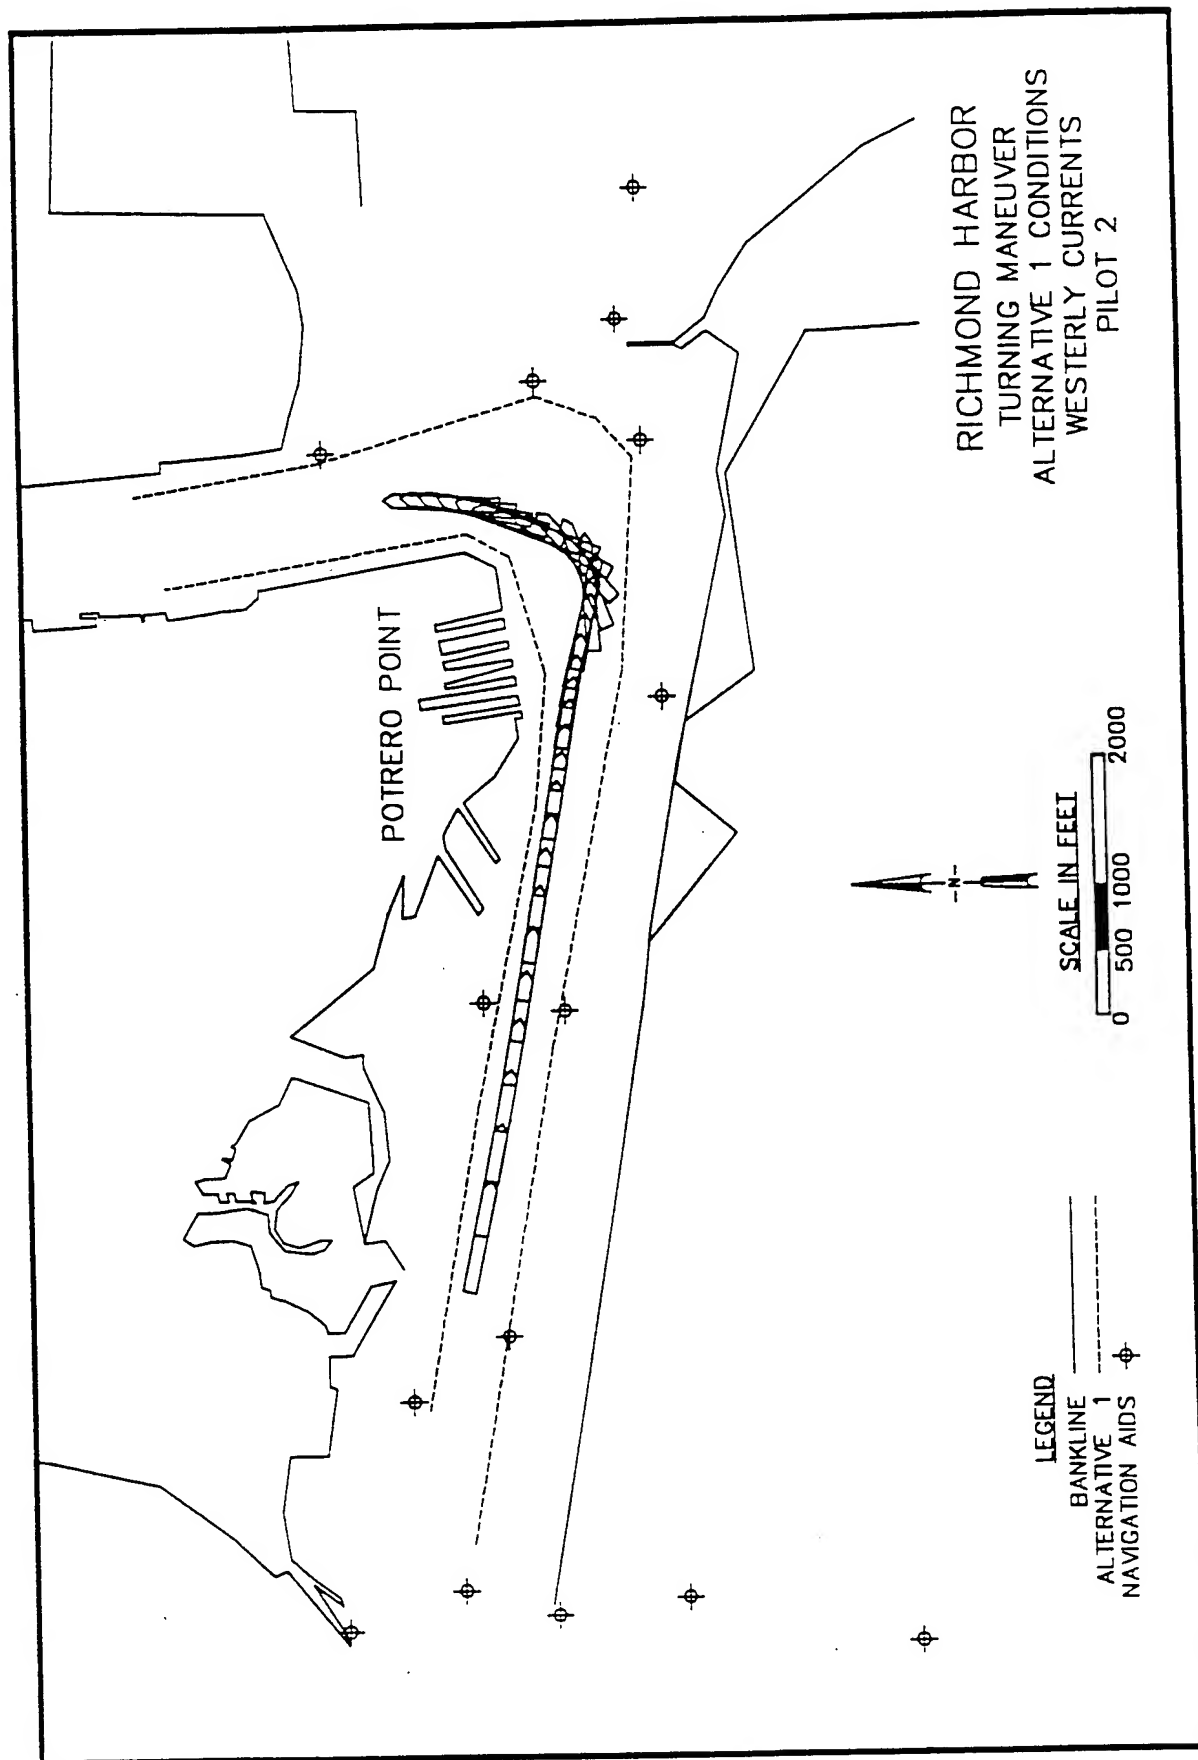 POTRERO POINT
RICHMOND HARBOR
TURNING MANEUVER
ALTERNATIVE 1 CONDITIONS
WESTERLY CURRENTS
PILOT 2
-N-
SCALE IN FEET
0 500 1000 2000
LEGEND
BANKLINE
ALTERNATIVE 1
NAVIGATION AIDS